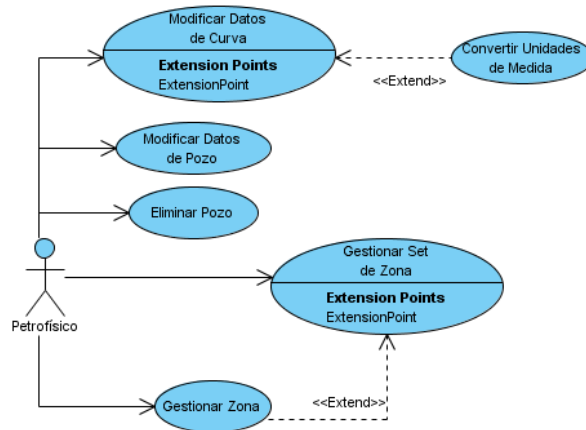 Modificar Datos
de Curva
Extension Points
ExtensionPoint
<<Extend>>
Convertir Unidades
de Medida
Modificar Datos
de Pozo
Eliminar Pozo
Gestionar Set
de Zona
Extension Points
ExtensionPoint
Petrofísico
Gestionar Zona
<<Extend>>